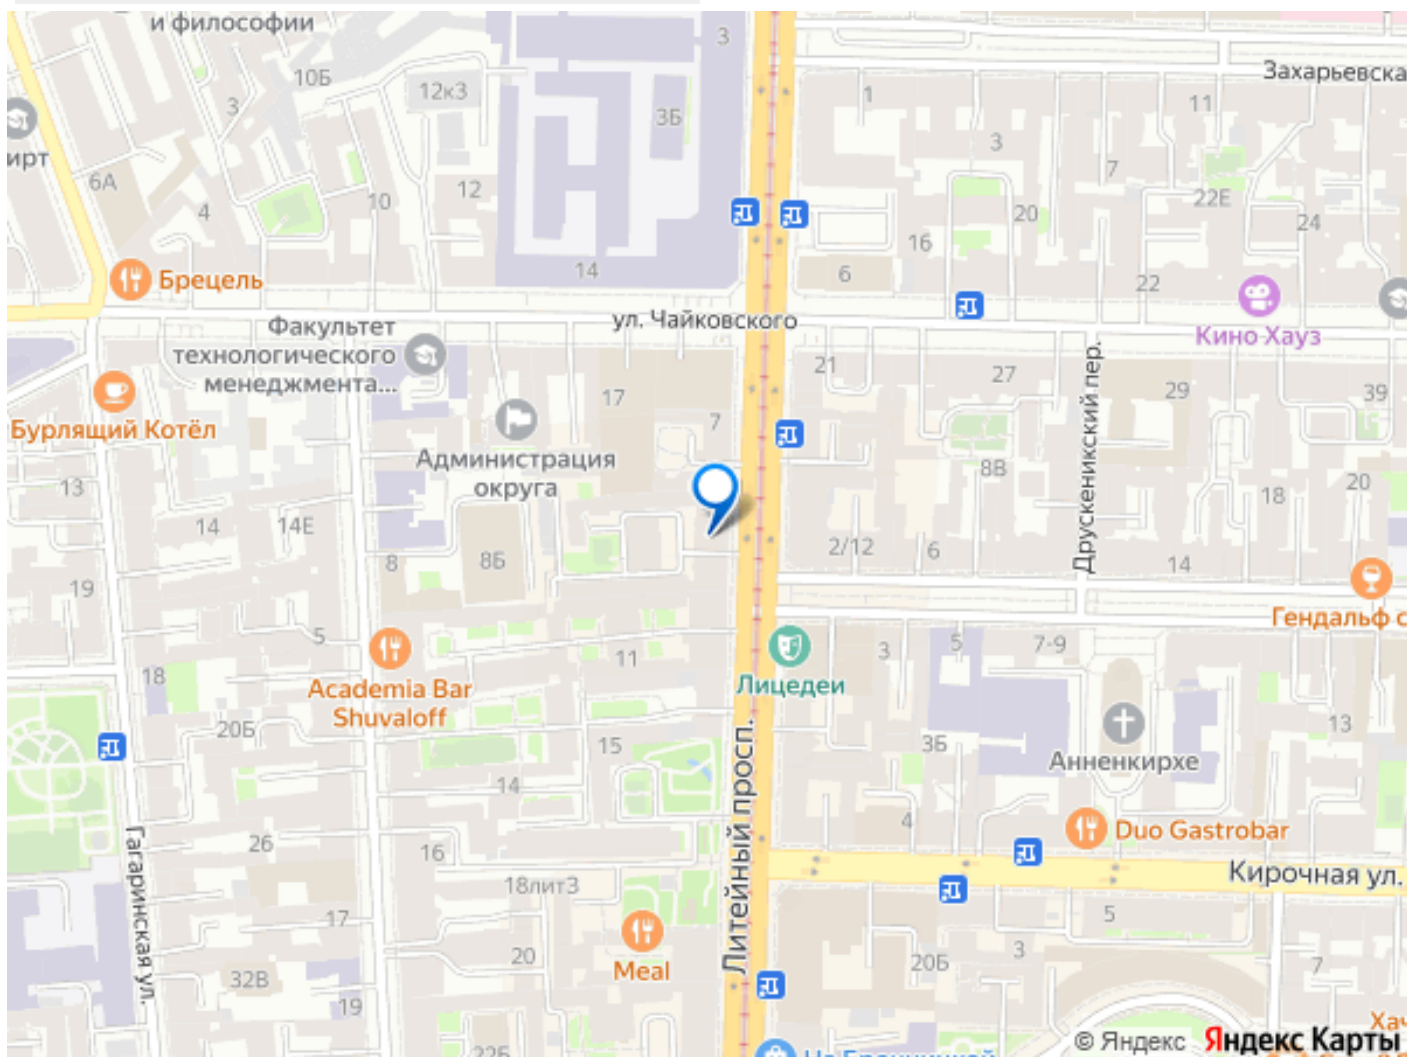 и философии
3
10Б
12к3
Захарьевска
3
3Б
1
11
3
ирт
7
6А
12
10
4
22Е
20
24
16
14
6
22
Брецель
ул. Чайковского
Кино Хауз
Факультет
технологического
менеджмента...
21
27
29
39
17
7
Бурлящий Котёл
Администрация
округа
Друскеникский пер.
8В
13
18
20
14
14Е
2/12
6
8
8Б
14
19
Гендальф с
5
5
7-9
3
11
18
Academia Bar
Shuvaloff
Лицедеи
20Б
13
15
3Б
Анненкирхе
14
Литейный просп.
4
Duo Gastrobar
Гагаринская ул.
26
16
Кирочная ул.
18лит3
17
5
20
3
20Б
7
Meal
32В
19
Хач
22Б
© Яндекс Яндекс Карты